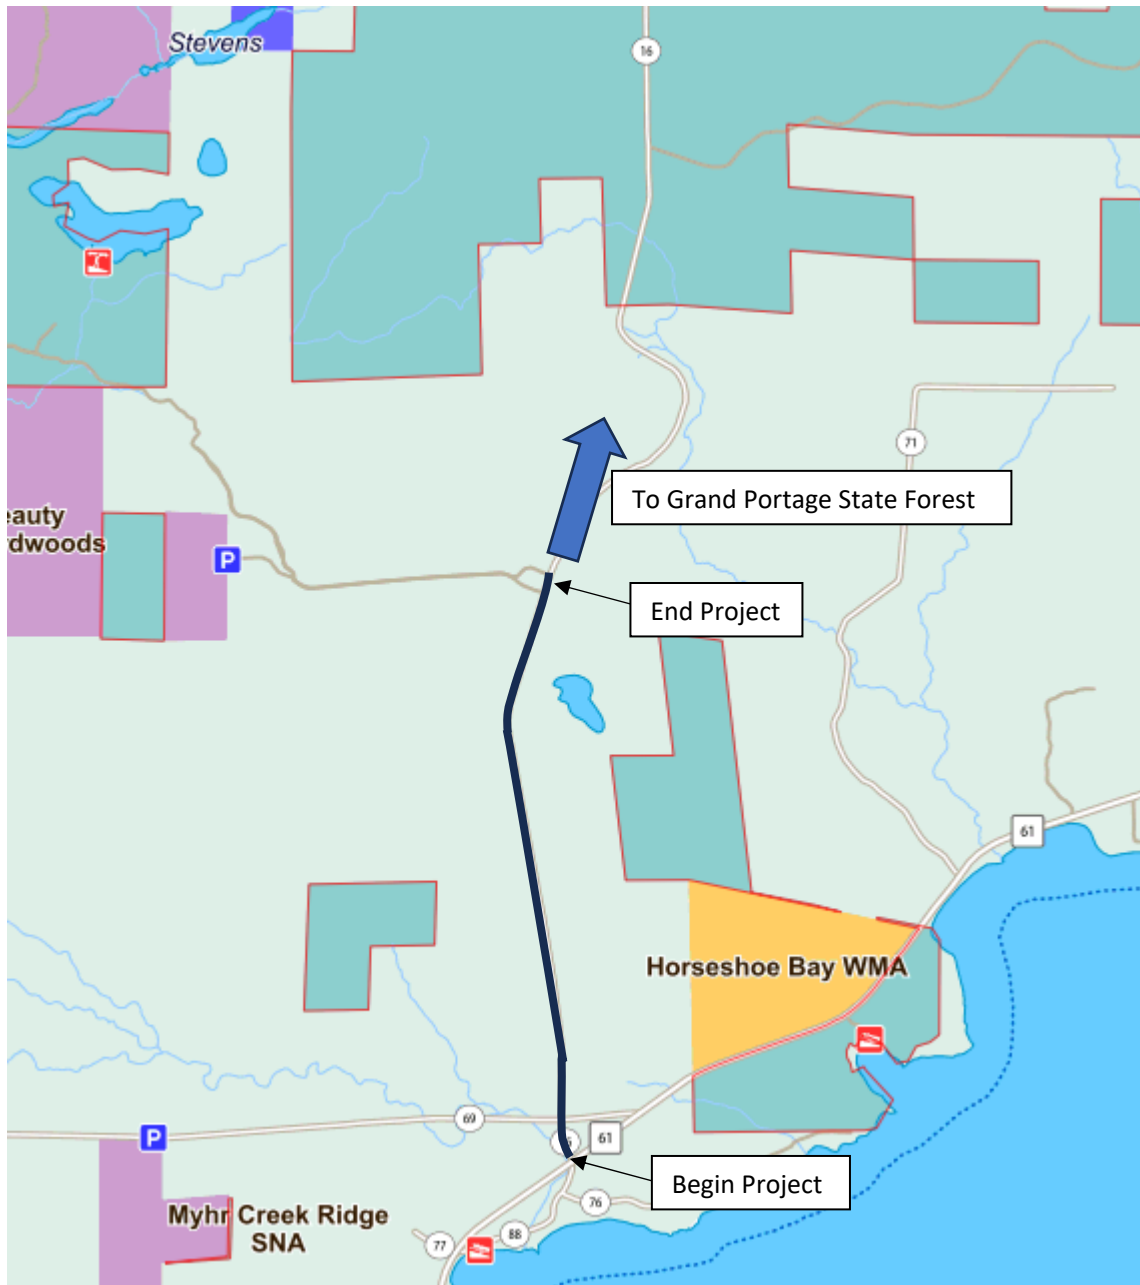 Stevens
16
71
To Grand Portage State Forest
eauty
rdwoods
P
End Project
61
Horseshoe Bay WMA
69
P
61
Begin Project
Myhr Creek Ridge
SNA
76
88
77